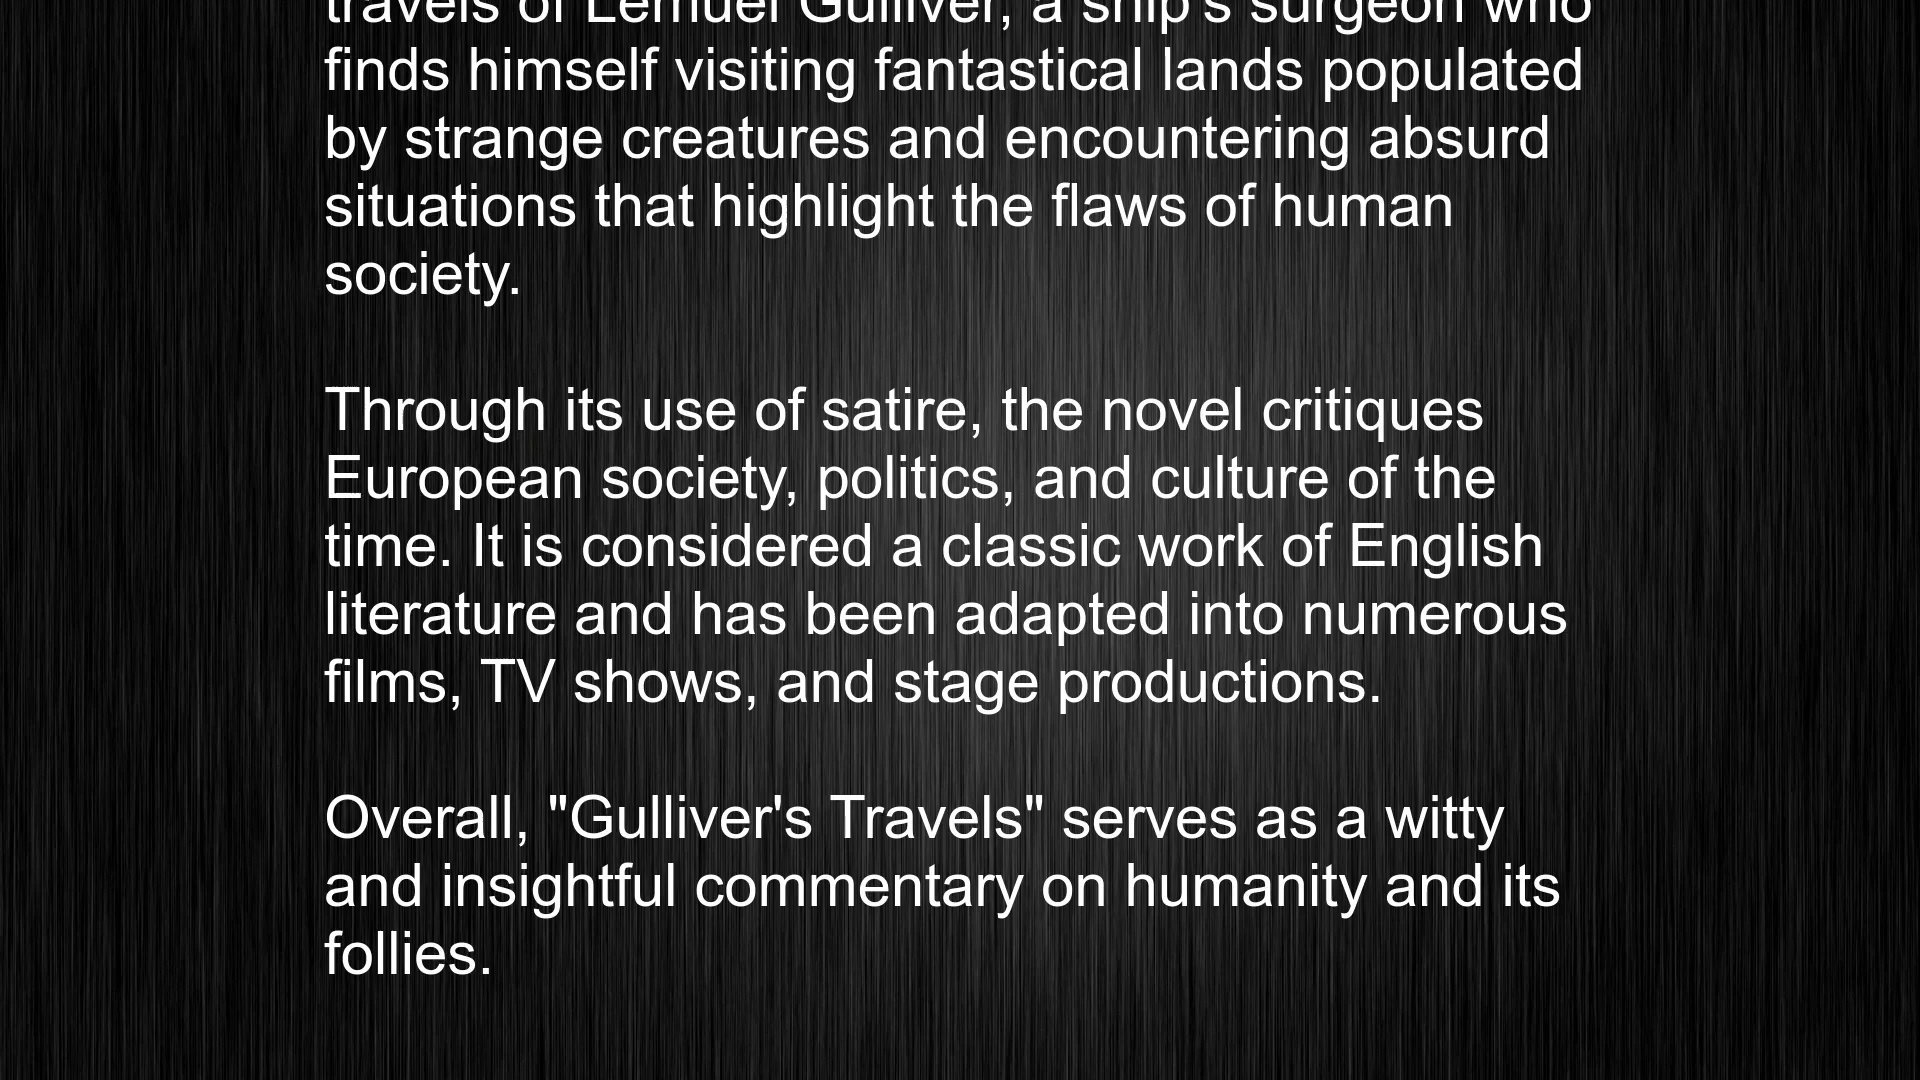 travels of Lemuel Gulliver, a ship's surgeon who
finds himself visiting fantastical lands populated
by strange creatures and encountering absurd
situations that highlight the flaws of human
society.
Through its use of satire, the novel critiques
European society, politics, and culture of the
time. It is considered a classic work of English
literature and has been adapted into numerous
films, TV shows, and stage productions.
Overall, "Gulliver's Travels" serves as a witty
and insightful commentary on humanity and its
follies.